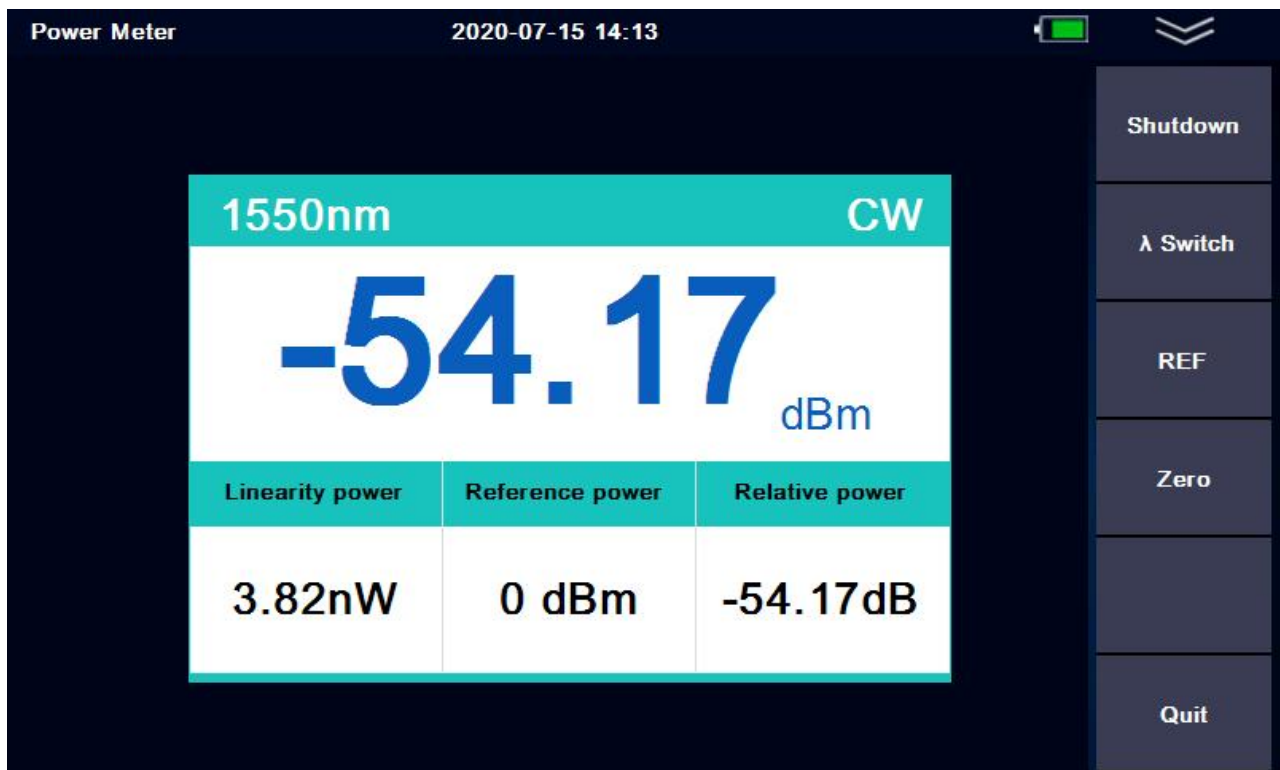 Power Meter 2020-07-15 14:13
Shutdown
1550nm CW
λ Switch
-54.17 dBm
REF
Linearity power Reference power Relative power
Zero
3.82nW 0 dBm -54.17dB
Quit